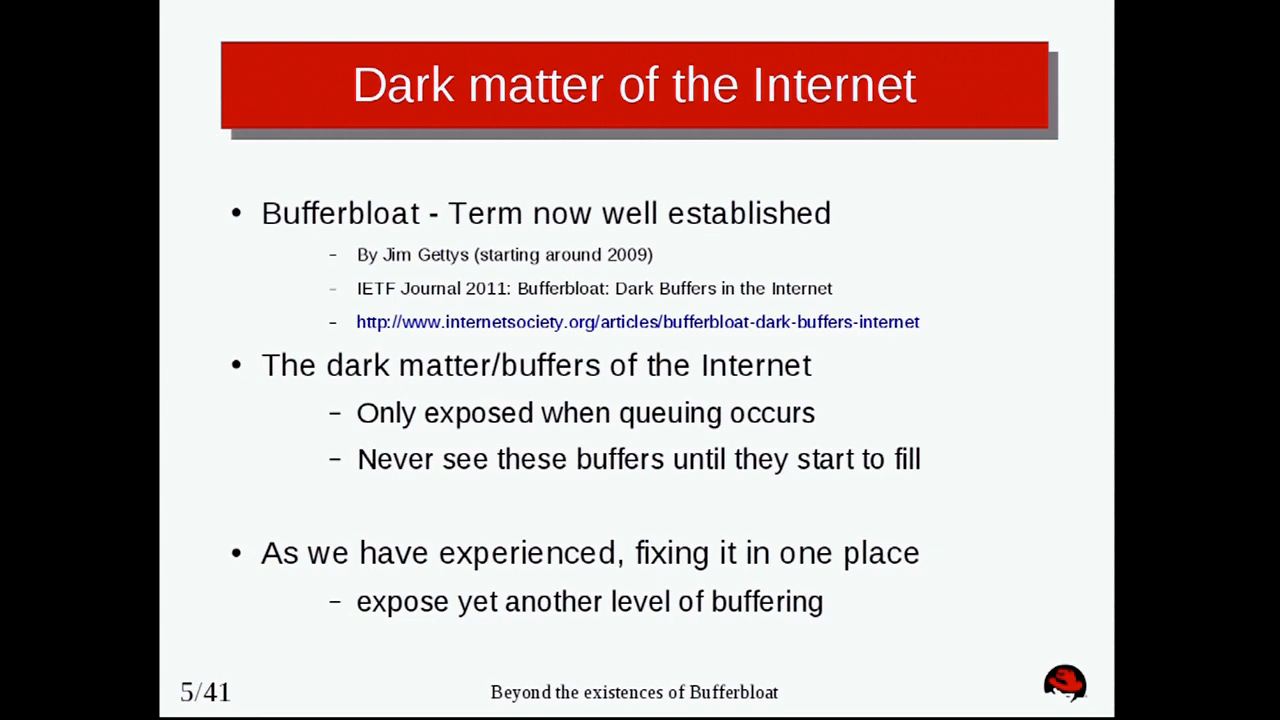 Dark matter of the Internet
• Bufferbloat - Term now well established
– By Jim Gettys (starting around 2009)
– IETF Journal 2011: Bufferbloat: Dark Buffers in the Internet
– http://www.internetsociety.org/articles/bufferbloat-dark-buffers-internet
• The dark matter/buffers of the Internet
– Only exposed when queuing occurs
– Never see these buffers until they start to fill
• As we have experienced, fixing it in one place
– expose yet another level of buffering
5/41
Beyond the existences of Bufferbloat